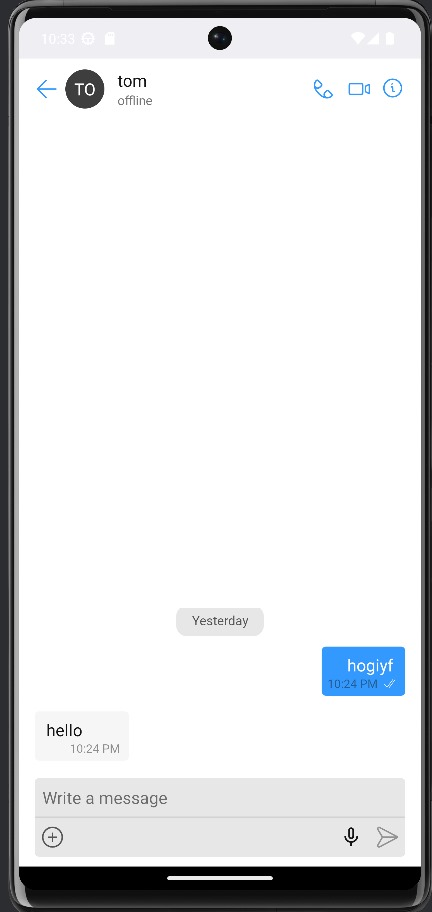 10:33
TO
tom
offline
Yesterday
hogiyf
10:24 PM
hello
10:24 PM
Write a message